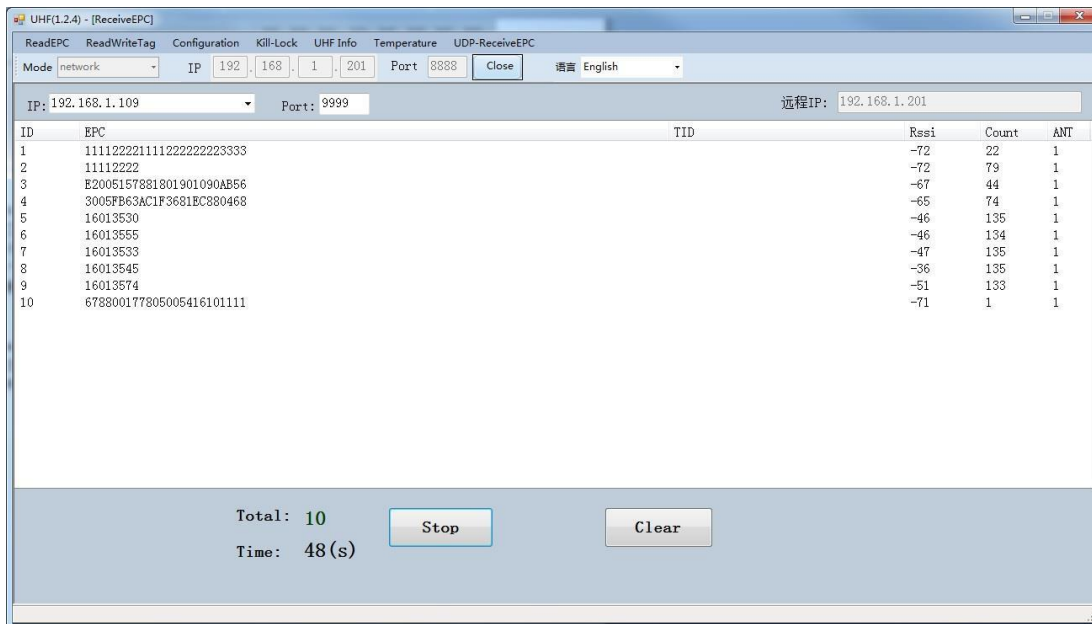 UHF(1.2.4) - [ReceiveEPC]
ReadEPC ReadWriteTag Configuration Kill-Lock UHF Info Temperature UDP-ReceiveEPC
Mode network IP 192 . 168 . 1 . 201 Port 8888 Close 语言 English
IP: 192.168.1.109 Port: 9999 远程IP: 192.168.1.201
ID EPC TID Rssi Count ANT
1 111122221111222222223333 -72 22 1
2 11112222 -72 79 1
3 E2005157881801901090AB56 -67 44 1
4 3005FB63AC1F3681EC880468 -65 74 1
5 16013530 -46 135 1
6 16013555 -46 134 1
7 16013533 -47 135 1
8 16013545 -36 135 1
9 16013574 -51 133 1
10 678800177805005416101111 -71 1 1
Total: 10 Stop Clear
Time: 48(s)